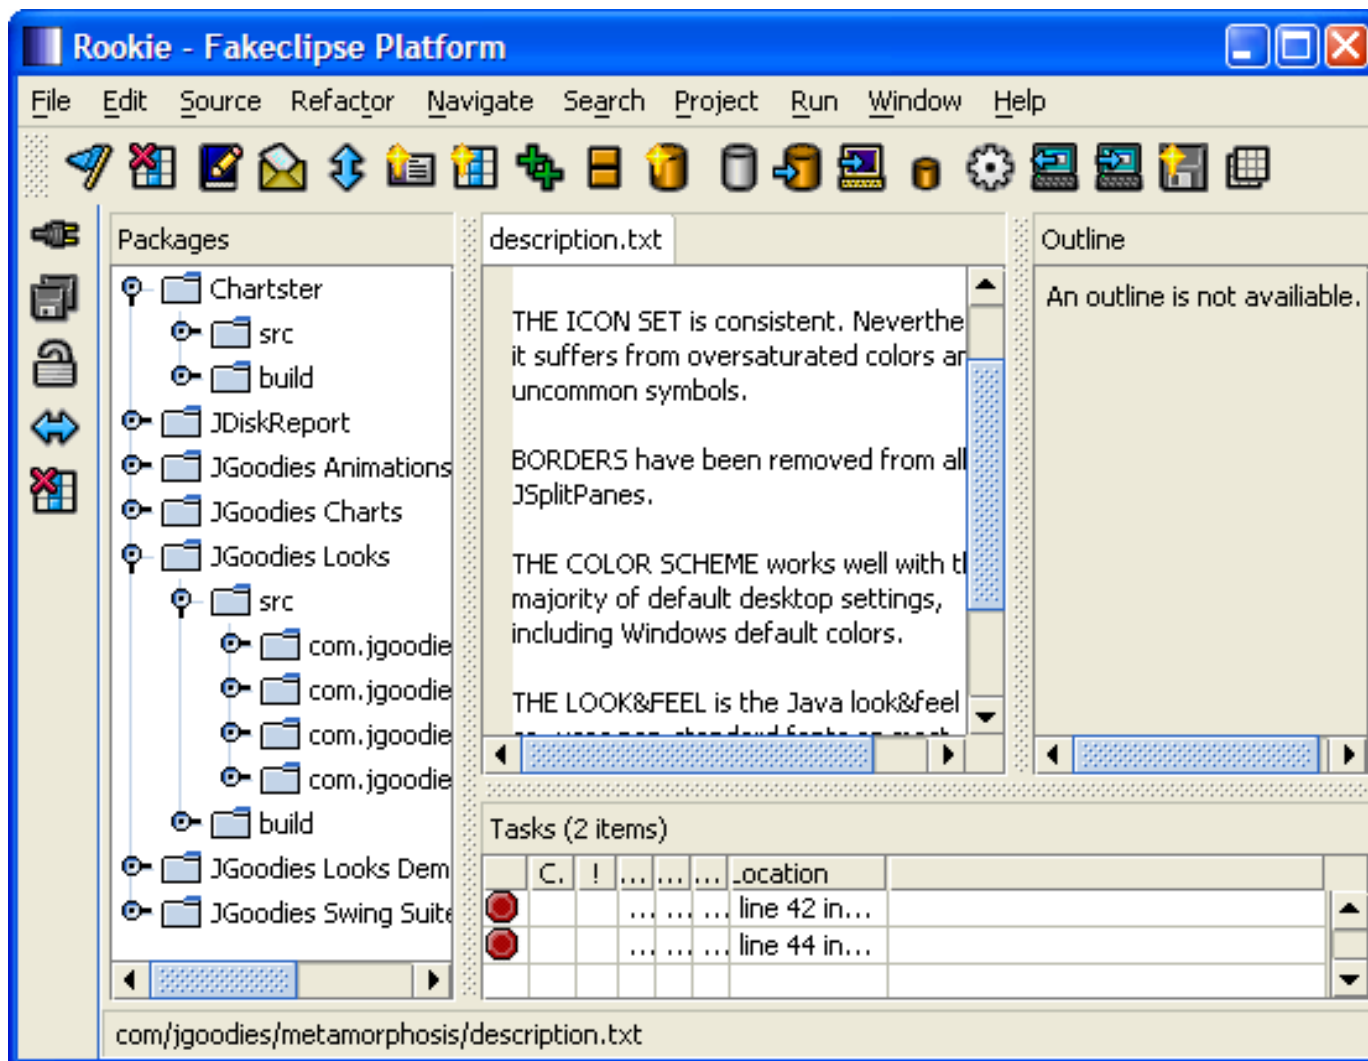 Rookie - Fakeclipse Platform
File Edit Source Refactor Navigate Search Project Run Window Help
Packages
Chartster
src
build
JDiskReport
JGoodies Animations
JGoodies Charts
JGoodies Looks
src
com.jgoodie
com.jgoodie
com.jgoodie
com.jgoodie
build
JGoodies Looks Dem
JGoodies Swing Suite
description.txt
THE ICON SET is consistent. Neverthe
it suffers from oversaturated colors ar
uncommon symbols.
BORDERS have been removed from all
JSplitPanes.
THE COLOR SCHEME works well with th
majority of default desktop settings,
including Windows default colors.
THE LOOK&FEEL is the Java look&feel
Outline
An outline is not availiable.
Tasks (2 items)
C. ! ... ... ... Location
... ... ... line 42 in...
... ... ... line 44 in...
com/jgoodies/metamorphosis/description.txt